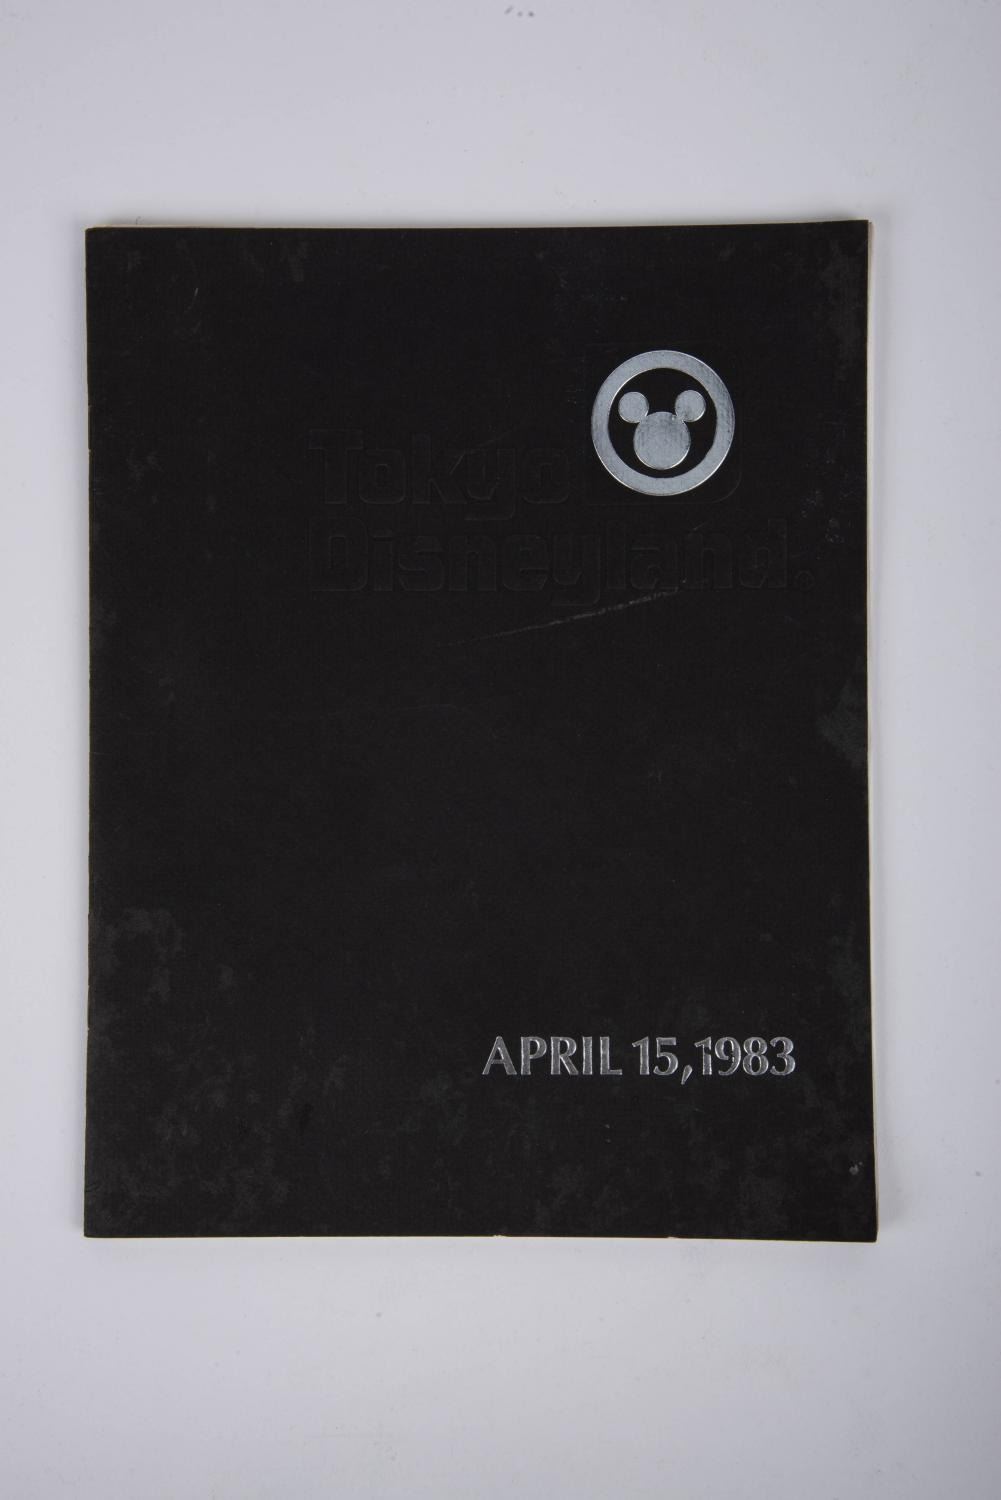 Tokyo
Disneyland®
APRIL 15,1983